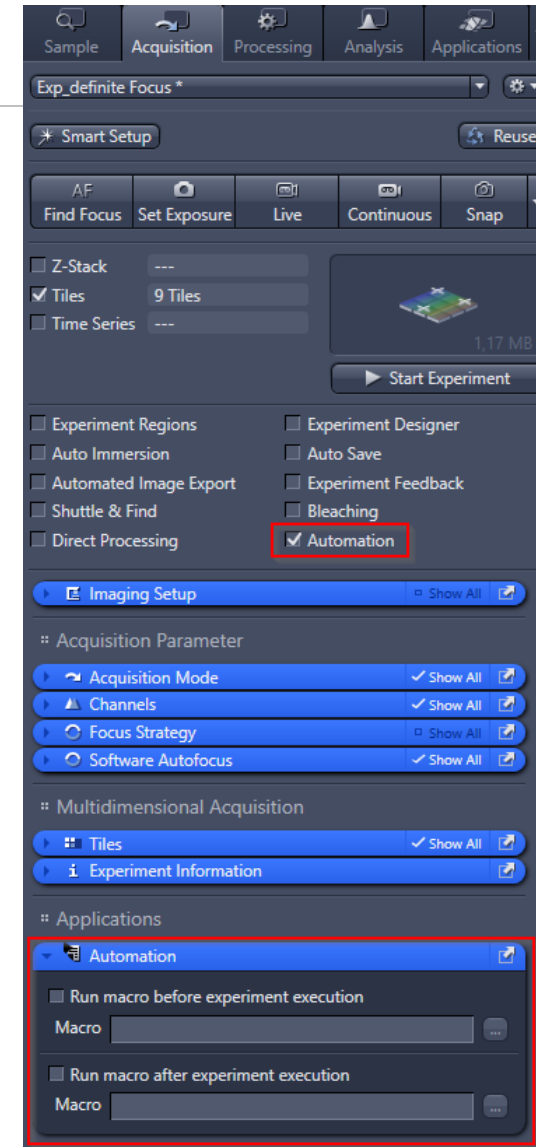 Sample Acquisition Processing Analysis Applications
Exp_definite Focus *
Smart Setup Reuse
AF
Find Focus Set Exposure Live Continuous Snap
Z-Stack ---
Tiles 9 Tiles
Time Series ---
1,17 MB
Start Experiment
Experiment Regions Experiment Designer
Auto Immersion Auto Save
Automated Image Export Experiment Feedback
Shuttle & Find Bleaching
Direct Processing Automation
Imaging Setup Show All
Acquisition Parameter
Acquisition Mode Show All
Channels Show All
Focus Strategy Show All
Software Autofocus Show All
Multidimensional Acquisition
Tiles Show All
Experiment Information
Applications
Automation
Run macro before experiment execution
Macro ...
Run macro after experiment execution
Macro ...